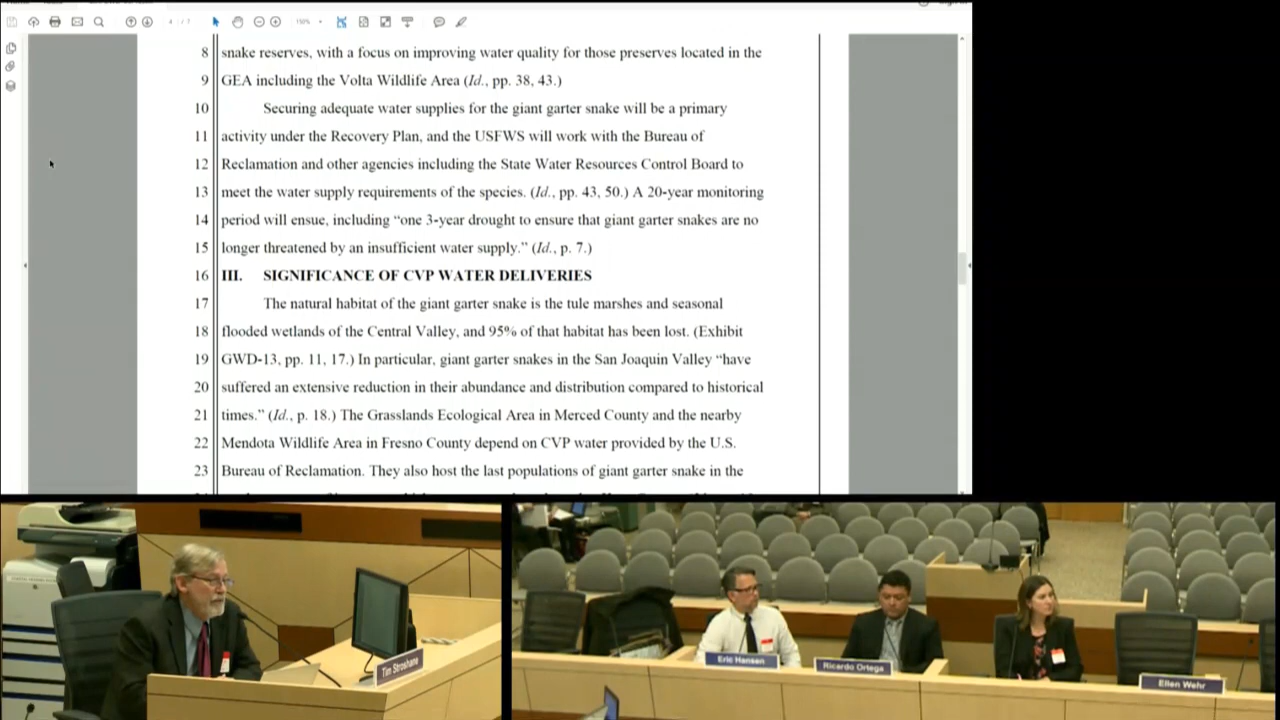 4 / 7
150%
8 snake reserves, with a focus on improving water quality for those preserves located in the
9 GEA including the Volta Wildlife Area (Id., pp. 38, 43.)
10 Securing adequate water supplies for the giant garter snake will be a primary
11 activity under the Recovery Plan, and the USFWS will work with the Bureau of
12 Reclamation and other agencies including the State Water Resources Control Board to
13 meet the water supply requirements of the species. (Id., pp. 43, 50.) A 20-year monitoring
14 period will ensue, including “one 3-year drought to ensure that giant garter snakes are no
15 longer threatened by an insufficient water supply.” (Id., p. 7.)
16 III. SIGNIFICANCE OF CVP WATER DELIVERIES
17 The natural habitat of the giant garter snake is the tule marshes and seasonal
18 flooded wetlands of the Central Valley, and 95% of that habitat has been lost. (Exhibit
19 GWD-13, pp. 11, 17.) In particular, giant garter snakes in the San Joaquin Valley “have
20 suffered an extensive reduction in their abundance and distribution compared to historical
21 times.” (Id., p. 18.) The Grasslands Ecological Area in Merced County and the nearby
22 Mendota Wildlife Area in Fresno County depend on CVP water provided by the U.S.
23 Bureau of Reclamation. They also host the last populations of giant garter snake in the
Tim Stroshane
Eric Hansen
Ricardo Ortega
Ellen Wehr